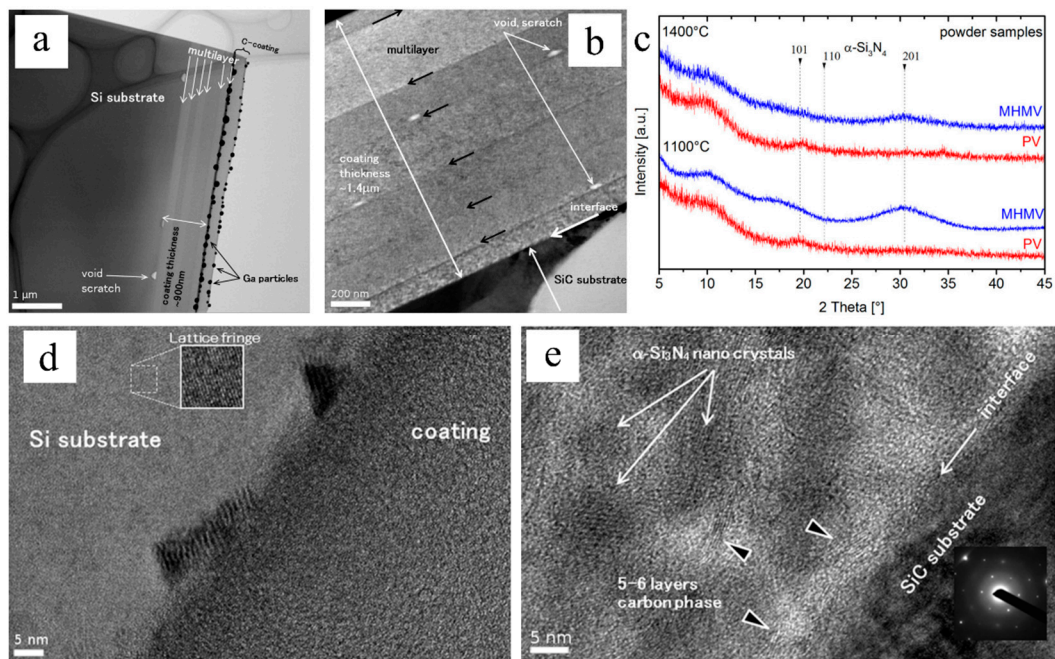 a
C-coating
multilayer
Si substrate
void
scratch
coating thickness
~900nm
Ga particles
1 μm
b
void, scratch
multilayer
coating
thickness
~1.4μm
interface
SiC substrate
200 nm
c
1400°C
α-Si3N4
powder samples
101
110
201
MHMV
PV
1100°C
MHMV
PV
Intensity [a.u.]
5 10 15 20 25 30 35 40 45
2 Theta [°]
d
Lattice fringe
Si substrate
coating
5 nm
e
α-Si3N4 nano crystals
interface
SiC substrate
5-6 layers
carbon phase
5 nm